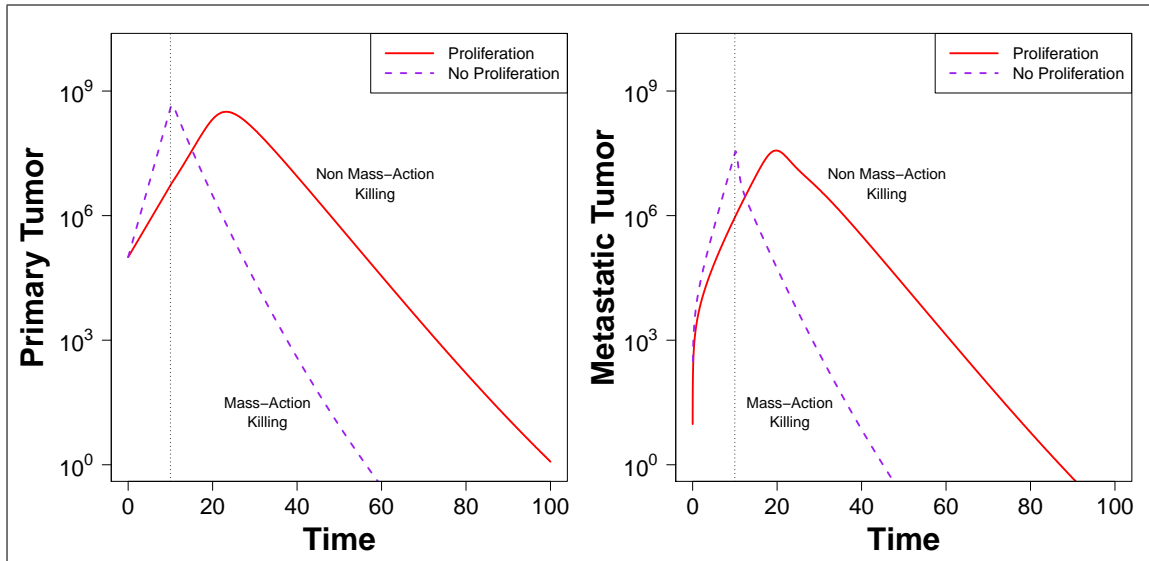 Proliferation
No Proliferation
10^9
10^6
10^3
10^0
Primary Tumor
Non Mass−Action
Killing
Mass−Action
Killing
0 20 40 60 80 100
Time
Proliferation
No Proliferation
10^9
10^6
10^3
10^0
Metastatic Tumor
Non Mass−Action
Killing
Mass−Action
Killing
0 20 40 60 80 100
Time